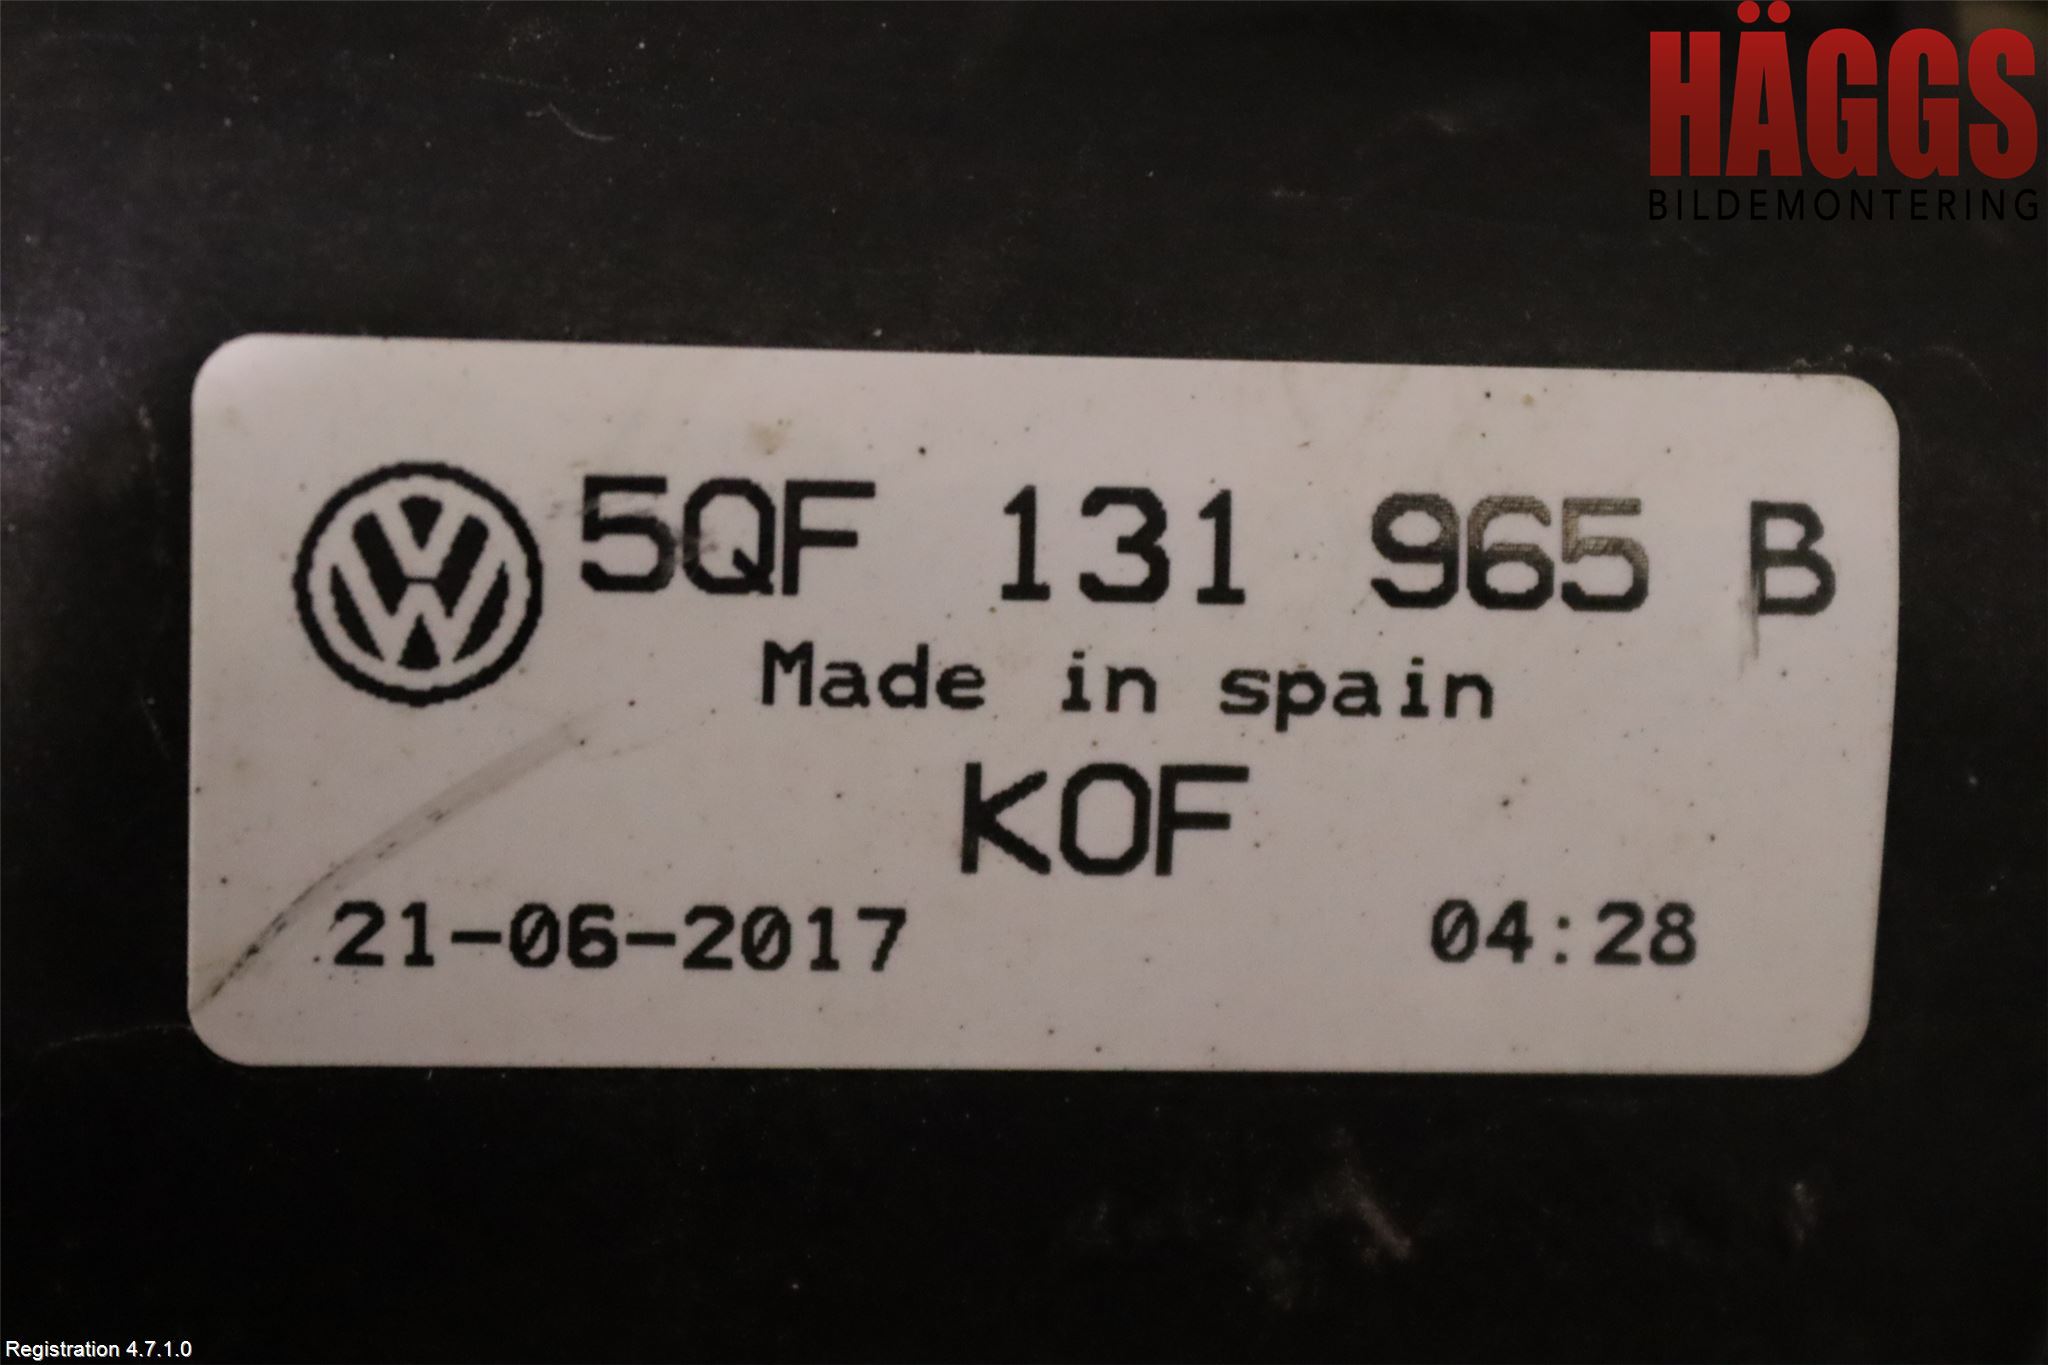 HÄGGS
BILDEMONTERING
5QF 131 965 B
Made in spain
KOF
21-06-2017 04:28
Registration 4.7.1.0